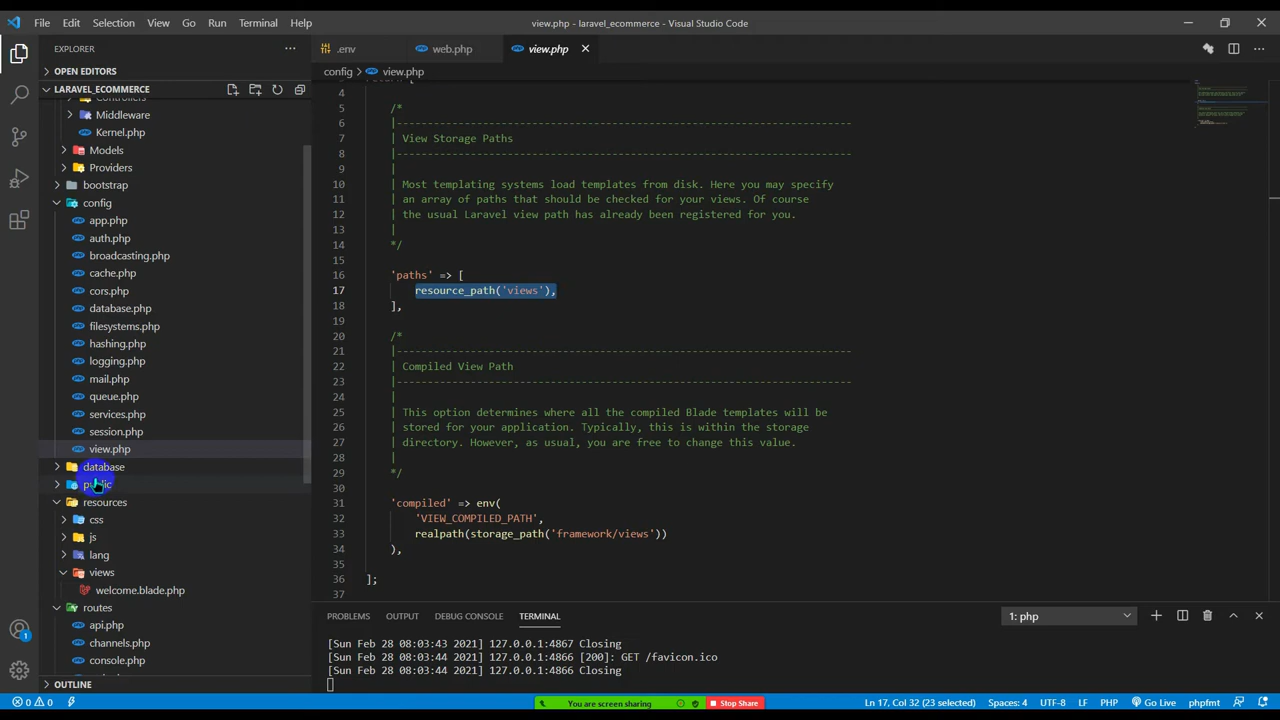 File Edit Selection View Go Run Terminal Help
view.php - laravel_ecommerce - Visual Studio Code
EXPLORER
.env
web.php
view.php
OPEN EDITORS
config
view.php
LARAVEL_ECOMMERCE
Controllers
Middleware
Kernel.php
Models
Providers
bootstrap
config
app.php
auth.php
broadcasting.php
cache.php
cors.php
database.php
filesystems.php
hashing.php
logging.php
mail.php
queue.php
services.php
session.php
view.php
database
public
resources
css
js
lang
views
welcome.blade.php
routes
api.php
channels.php
console.php
OUTLINE
4
5 /*
6 |--------------------------------------------------------------------------
7 | View Storage Paths
8 |--------------------------------------------------------------------------
9 |
10 | Most templating systems load templates from disk. Here you may specify
11 | an array of paths that should be checked for your views. Of course
12 | the usual Laravel view path has already been registered for you.
13 |
14 */
15
16 'paths' => [
17 resource_path('views'),
18 ],
19
20 /*
21 |--------------------------------------------------------------------------
22 | Compiled View Path
23 |--------------------------------------------------------------------------
24 |
25 | This option determines where all the compiled Blade templates will be
26 | stored for your application. Typically, this is within the storage
27 | directory. However, as usual, you are free to change this value.
28 |
29 */
30
31 'compiled' => env(
32 'VIEW_COMPILED_PATH',
33 realpath(storage_path('framework/views'))
34 ),
35
36 ];
37
PROBLEMS OUTPUT DEBUG CONSOLE TERMINAL
1: php
[Sun Feb 28 08:03:43 2021] 127.0.0.1:4867 Closing
[Sun Feb 28 08:03:44 2021] 127.0.0.1:4866 [200]: GET /favicon.ico
[Sun Feb 28 08:03:44 2021] 127.0.0.1:4866 Closing
1
0 0
You are screen sharing
Stop Share
Ln 17, Col 32 (23 selected) Spaces: 4 UTF-8 LF PHP Go Live phpfmt